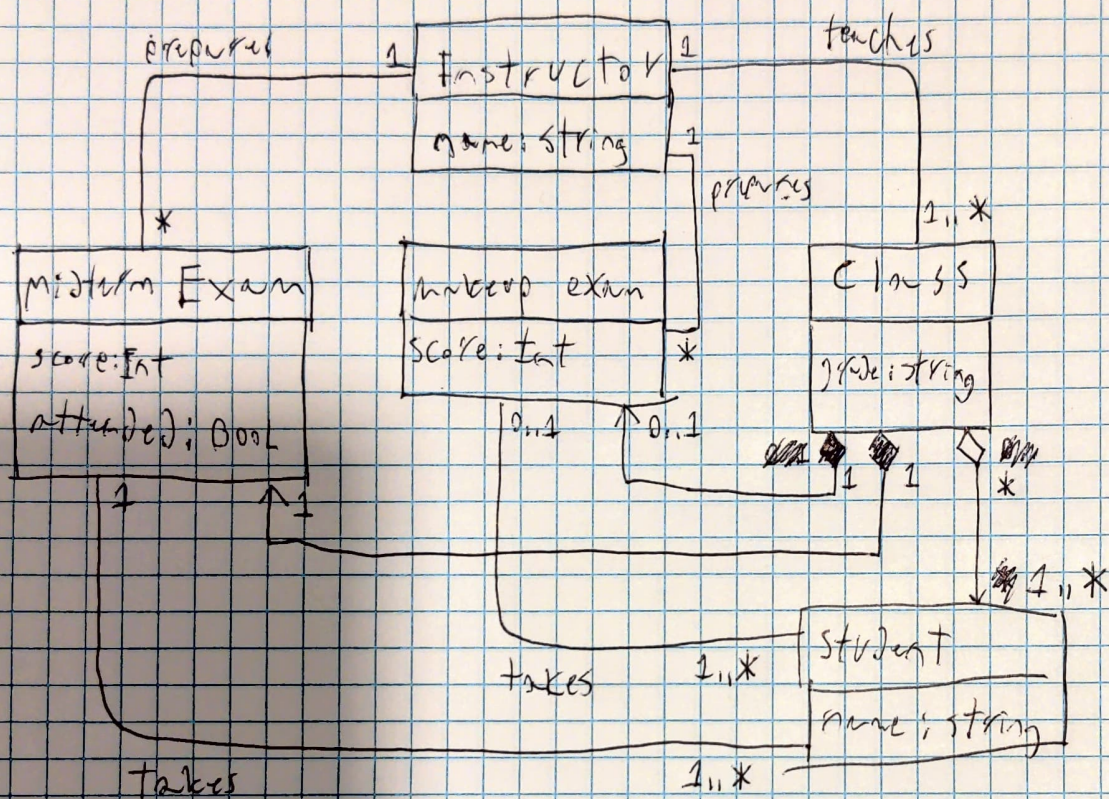 prepares
1
Instructor
1
teaches
name: string
1
prepares
*
1..*
Midterm Exam
makeup exam
Class
score: Int
attended: Bool
score: Int
*
grade: string
0..1
0..1
1
1
*
1
1
1..*
student
takes
1..*
name: string
takes
1..*